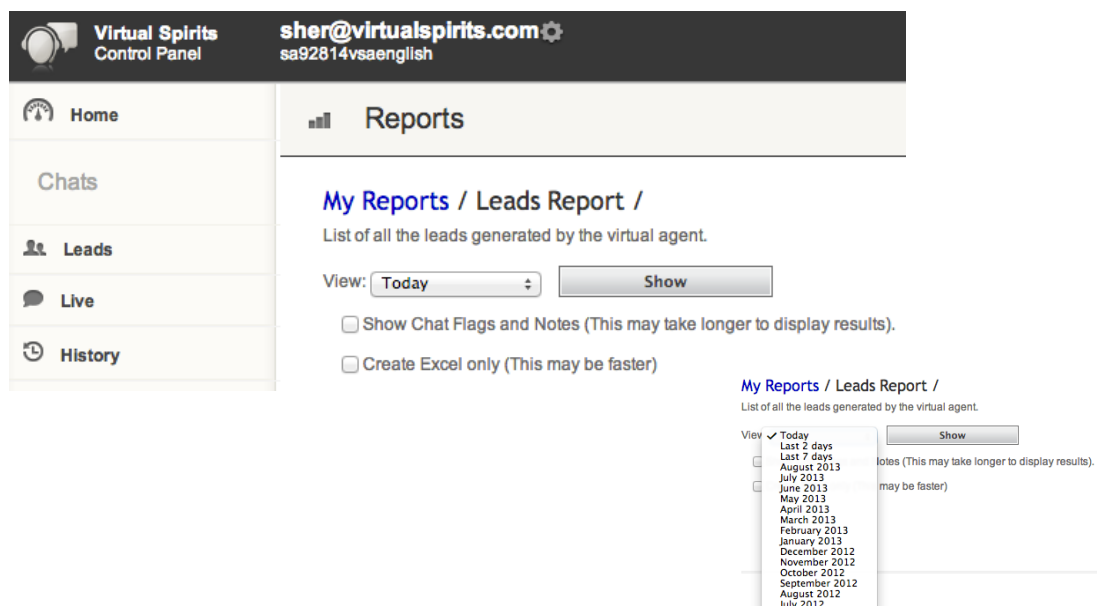 Virtual Spirits
Control Panel
sher@virtualspirits.com
sa92814vsaenglish
Home
Reports
Chats
Leads
Live
History
My Reports / Leads Report /
List of all the leads generated by the virtual agent.
View: Today Show
Show Chat Flags and Notes (This may take longer to display results).
Create Excel only (This may be faster)
My Reports / Leads Report /
List of all the leads generated by the virtual agent.
View ✓ Today Show
Last 2 days
Last 7 days
lotes (This may take longer to display results).
August 2013
July 2013
June 2013
may be faster)
May 2013
April 2013
March 2013
February 2013
January 2013
December 2012
November 2012
October 2012
September 2012
August 2012
July 2012